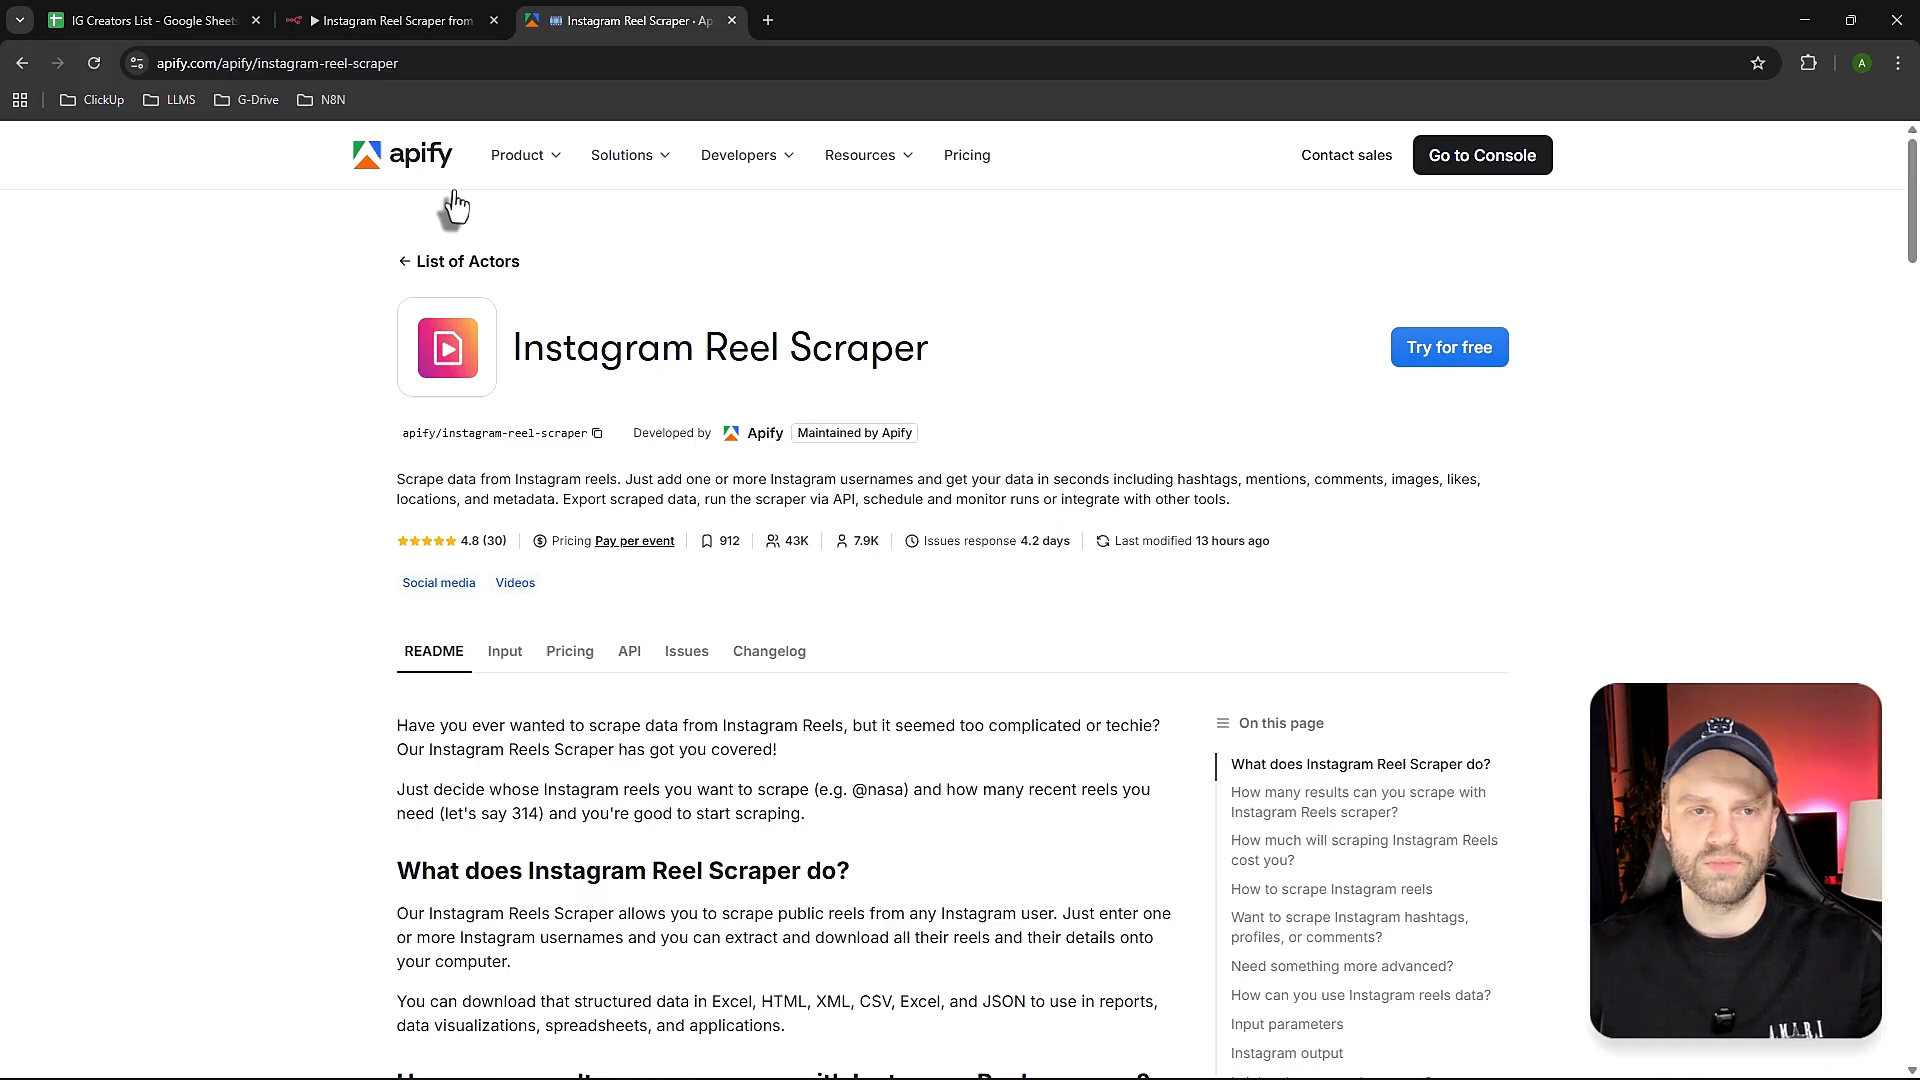 IG Creators List - Google Sheets
Instagram Reel Scraper from
Instagram Reel Scraper · Ap
apify.com/apify/instagram-reel-scraper
A
ClickUp
LLMS
G-Drive
N8N
apify
Product
Solutions
Developers
Resources
Pricing
Contact sales
Go to Console
← List of Actors
Instagram Reel Scraper
Try for free
apify/instagram-reel-scraper
Developed by
Apify
Maintained by Apify
Scrape data from Instagram reels. Just add one or more Instagram usernames and get your data in seconds including hashtags, mentions, comments, images, likes,
locations, and metadata. Export scraped data, run the scraper via API, schedule and monitor runs or integrate with other tools.
4.8 (30)
Pricing Pay per event
912
43K
7.9K
Issues response 4.2 days
Last modified 13 hours ago
Social media
Videos
README
Input
Pricing
API
Issues
Changelog
Have you ever wanted to scrape data from Instagram Reels, but it seemed too complicated or techie?
Our Instagram Reels Scraper has got you covered!
Just decide whose Instagram reels you want to scrape (e.g. @nasa) and how many recent reels you
need (let's say 314) and you're good to start scraping.
What does Instagram Reel Scraper do?
Our Instagram Reels Scraper allows you to scrape public reels from any Instagram user. Just enter one
or more Instagram usernames and you can extract and download all their reels and their details onto
your computer.
You can download that structured data in Excel, HTML, XML, CSV, Excel, and JSON to use in reports,
data visualizations, spreadsheets, and applications.
On this page
What does Instagram Reel Scraper do?
How many results can you scrape with
Instagram Reels scraper?
How much will scraping Instagram Reels
cost you?
How to scrape Instagram reels
Want to scrape Instagram hashtags,
profiles, or comments?
Need something more advanced?
How can you use Instagram reels data?
Input parameters
Instagram output